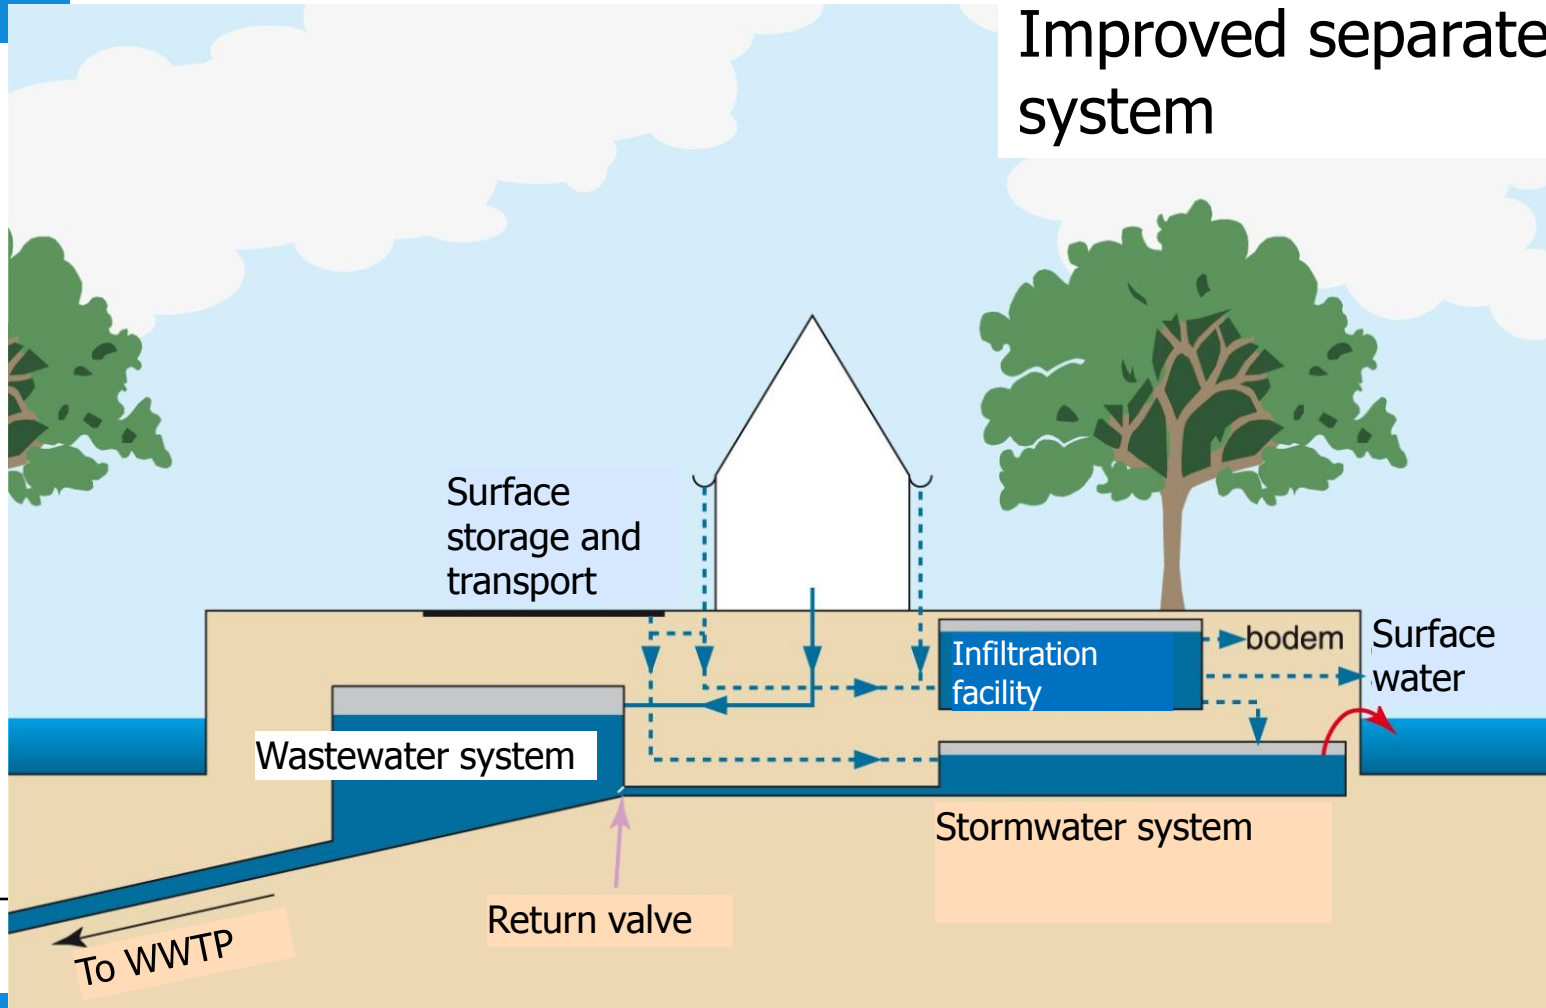 Improved separate
system
Surface
storage and
transport
Infiltration
facility
bodem
Surface
water
Wastewater system
Stormwater system
Return valve
To WWTP